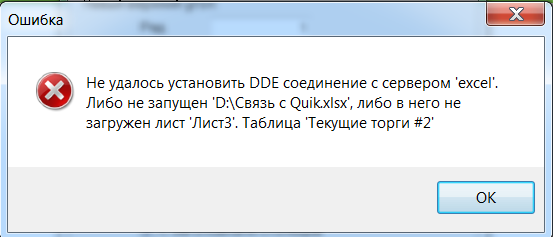 Ошибка
Не удалось установить DDE соединение с сервером 'excel'.
Либо не запущен 'D:\Связь с Quik.xlsx', либо в него не
загружен лист 'Лист3'. Таблица 'Текущие торги #2'
OK